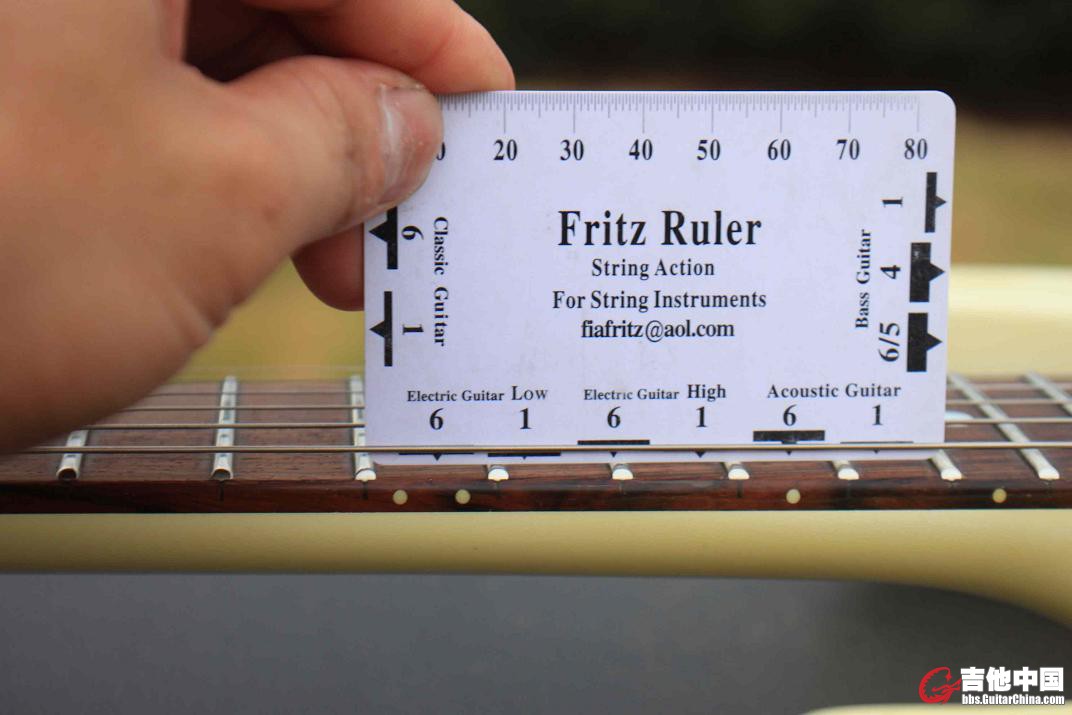 20 30 40 50 60 70 80
6 Classic Guitar 1
Fritz Ruler
String Action
For String Instruments
fiafritz@aol.com
1
Bass Guitar 4
6/5
Electric Guitar Low Electric Guitar High Acoustic Guitar
6 1 6 1 6 1
吉他中国
bbs.GuitarChina.com